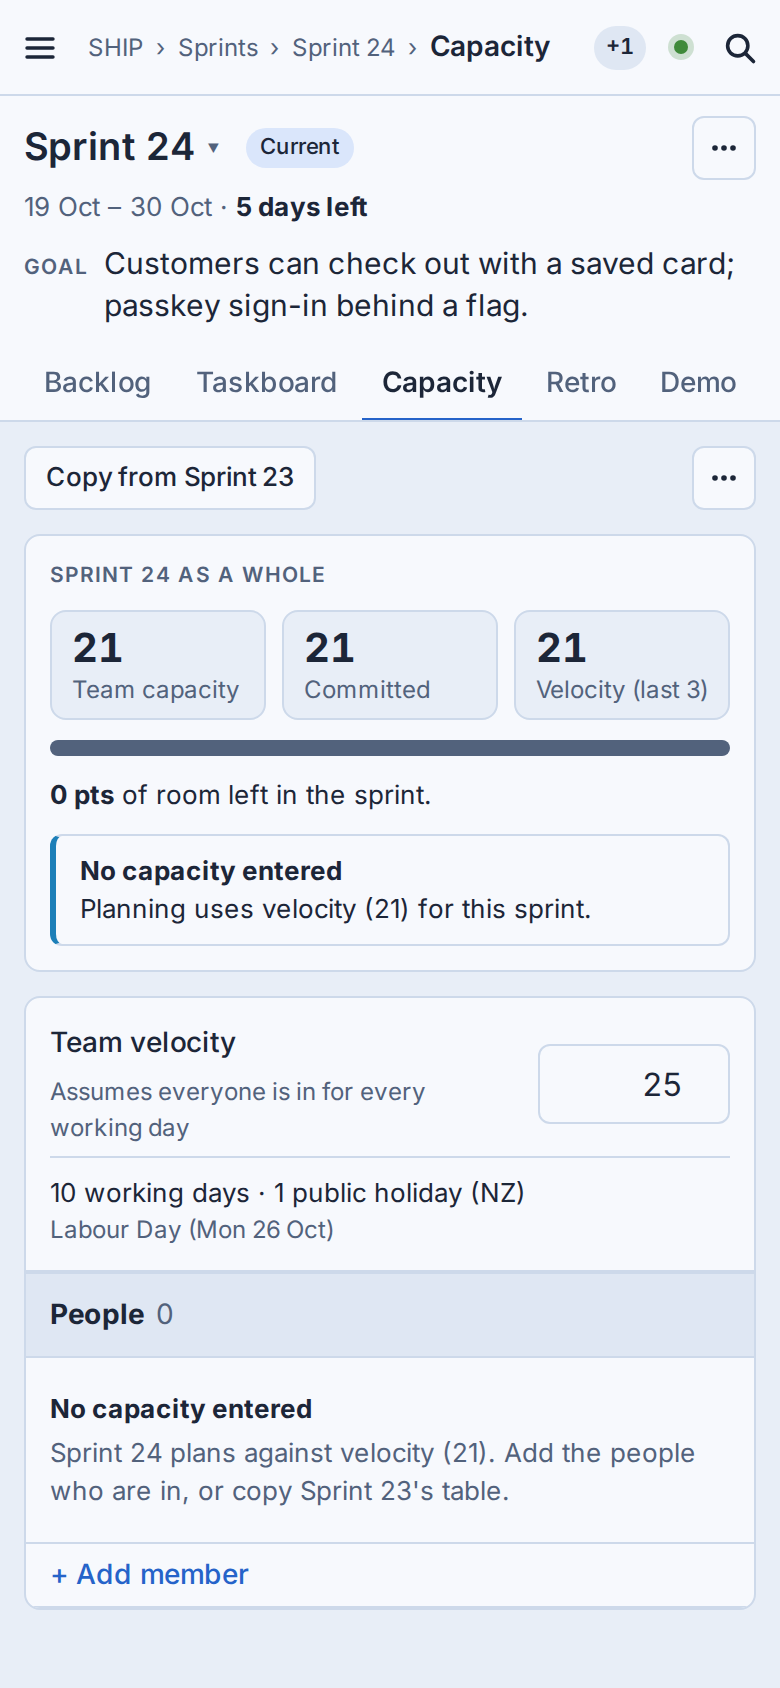 SHIP › Sprints › Sprint 24 › Capacity +1
Sprint 24 ▾ Current
19 Oct – 30 Oct · 5 days left
GOAL Customers can check out with a saved card;
passkey sign-in behind a flag.
Backlog Taskboard Capacity Retro Demo
Copy from Sprint 23
SPRINT 24 AS A WHOLE
21 21 21
Team capacity Committed Velocity (last 3)
0 pts of room left in the sprint.
No capacity entered
Planning uses velocity (21) for this sprint.
Team velocity
25
Assumes everyone is in for every
working day
10 working days · 1 public holiday (NZ)
Labour Day (Mon 26 Oct)
People 0
No capacity entered
Sprint 24 plans against velocity (21). Add the people
who are in, or copy Sprint 23's table.
+ Add member